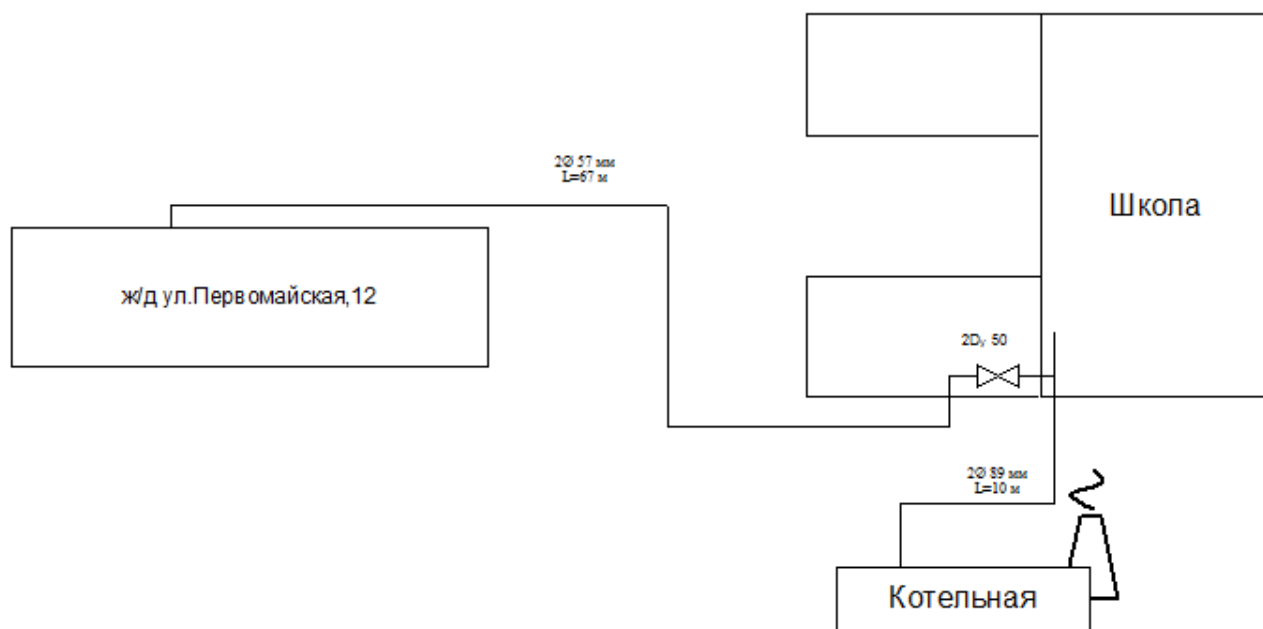 2Ø 57 мм
L=67 м
Школа
ж/д ул.Первомайская,12
2Dу 50
2Ø 89 мм
L=10 м
Котельная